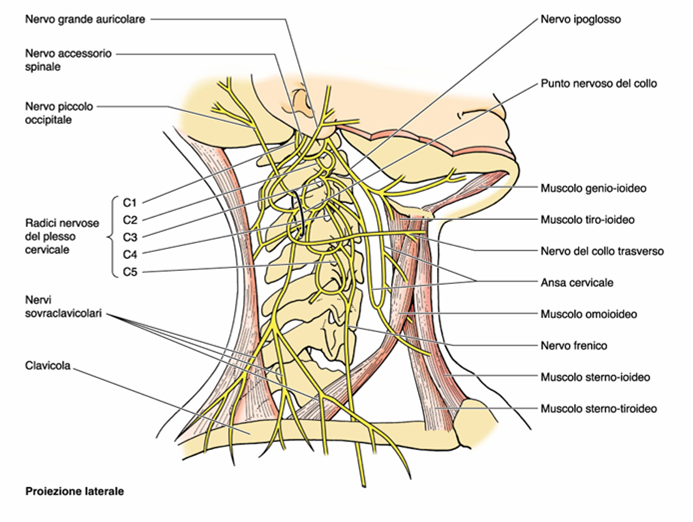 Nervo grande auricolare
Nervo accessorio
spinale
Nervo piccolo
occipitale
Radici nervose
del plesso
cervicale
C1
C2
C3
C4
C5
Nervi
sovraclavicolari
Clavicola
Nervo ipoglosso
Punto nervoso del collo
Muscolo genio-ioideo
Muscolo tiro-ioideo
Nervo del collo trasverso
Ansa cervicale
Muscolo omoioideo
Nervo frenico
Muscolo sterno-ioideo
Muscolo sterno-tiroideo
Proiezione laterale